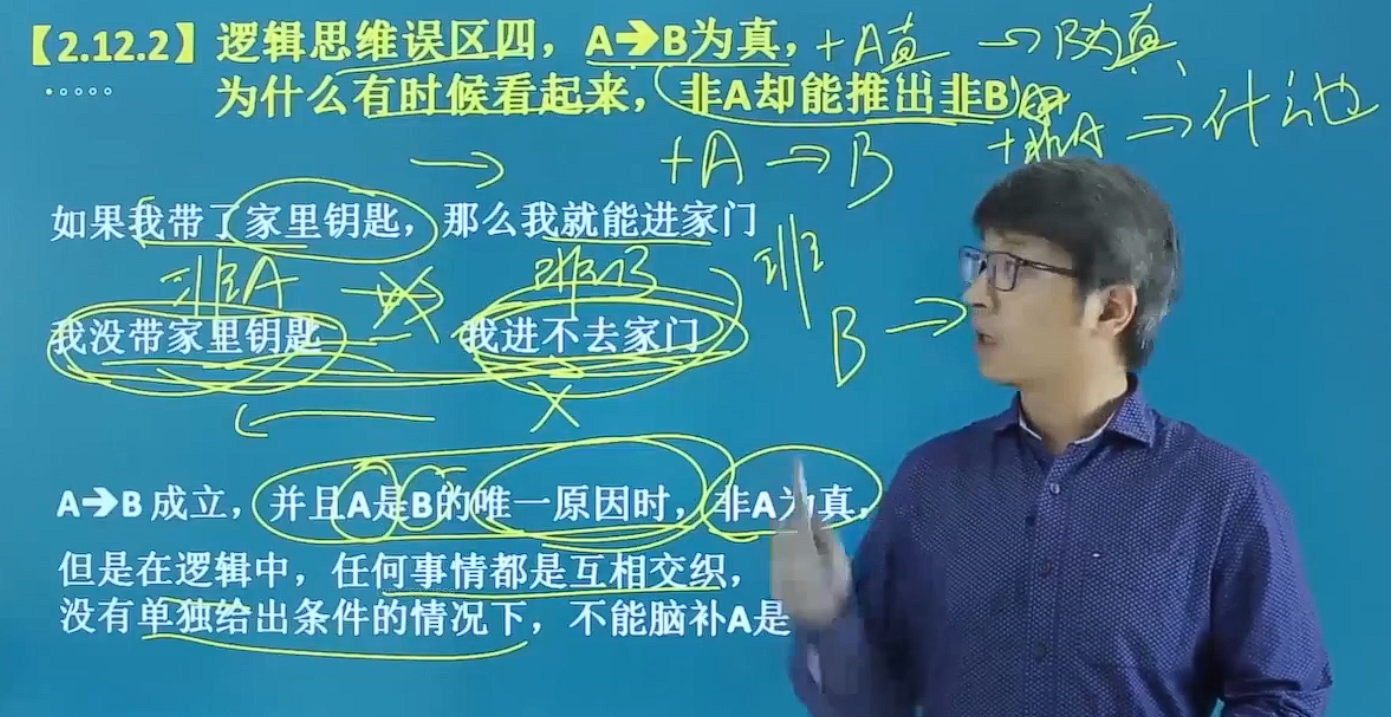 【2.12.2】逻辑思维误区四，A→B为真，+A真→B为真
为什么有时候看起来，非A却能推出非B
+非A→什么也
→ +A→B
如果我带了家里钥匙，那么我就能进家门
非A 非B 非
我没带家里钥匙 我进不去家门
B→
A→B 成立，并且A是B的唯一原因时，非A为真，
但是在逻辑中，任何事情都是互相交织，
没有单独给出条件的情况下，不能脑补A是